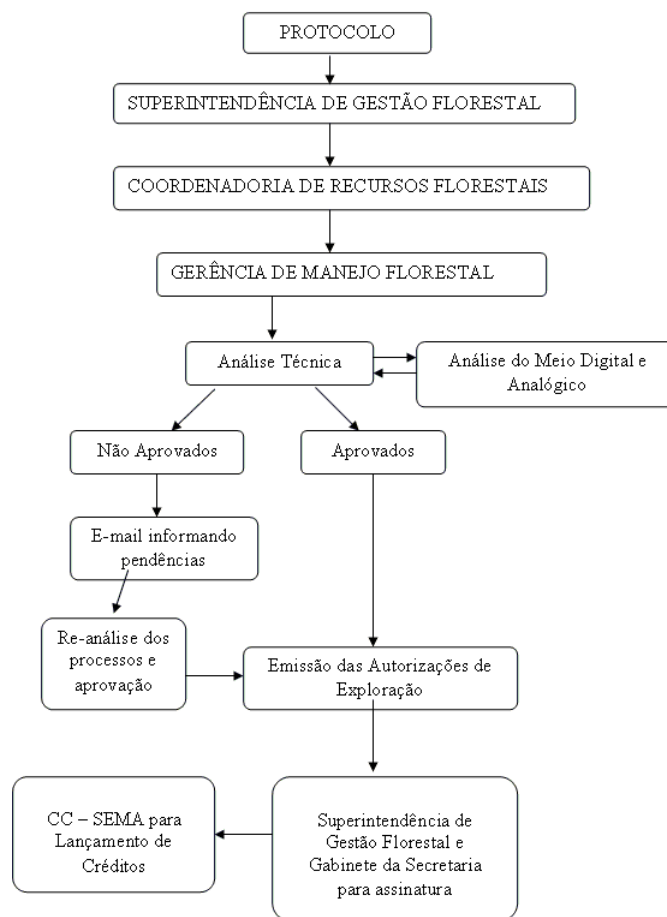 PROTOCOLO
SUPERINTENDÊNCIA DE GESTÃO FLORESTAL
COORDENADORIA DE RECURSOS FLORESTAIS
GERÊNCIA DE MANEJO FLORESTAL
Análise Técnica
Análise do Meio Digital e
Analógico
Não Aprovados
Aprovados
E-mail informando
pendências
Re-análise dos
processos e
aprovação
Emissão das Autorizações de
Exploração
CC – SEMA para
Lançamento de
Créditos
Superintendência de
Gestão Florestal e
Gabinete da Secretaria
para assinatura